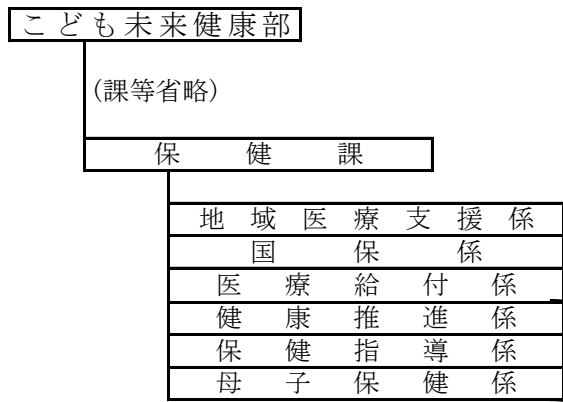 こども未来健康部
(課等省略)
保健課
地域医療支援係
国保係
医療給付係
健康推進係
保健指導係
母子保健係